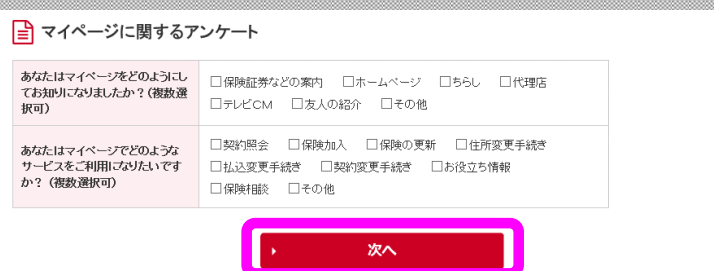 マイページに関するアンケート
あなたはマイページをどのようにし
てお知りになりましたか？(複数選
択可)
□保険証券などの案内 □ホームページ □ちらし □代理店
□テレビCM □友人の紹介 □その他
あなたはマイページでどのような
サービスをご利用になりたいです
か？(複数選択可)
□契約照会 □保険加入 □保険の更新 □住所変更手続き
□払込変更手続き □契約変更手続き □お役立ち情報
□保険相談 □その他
次へ